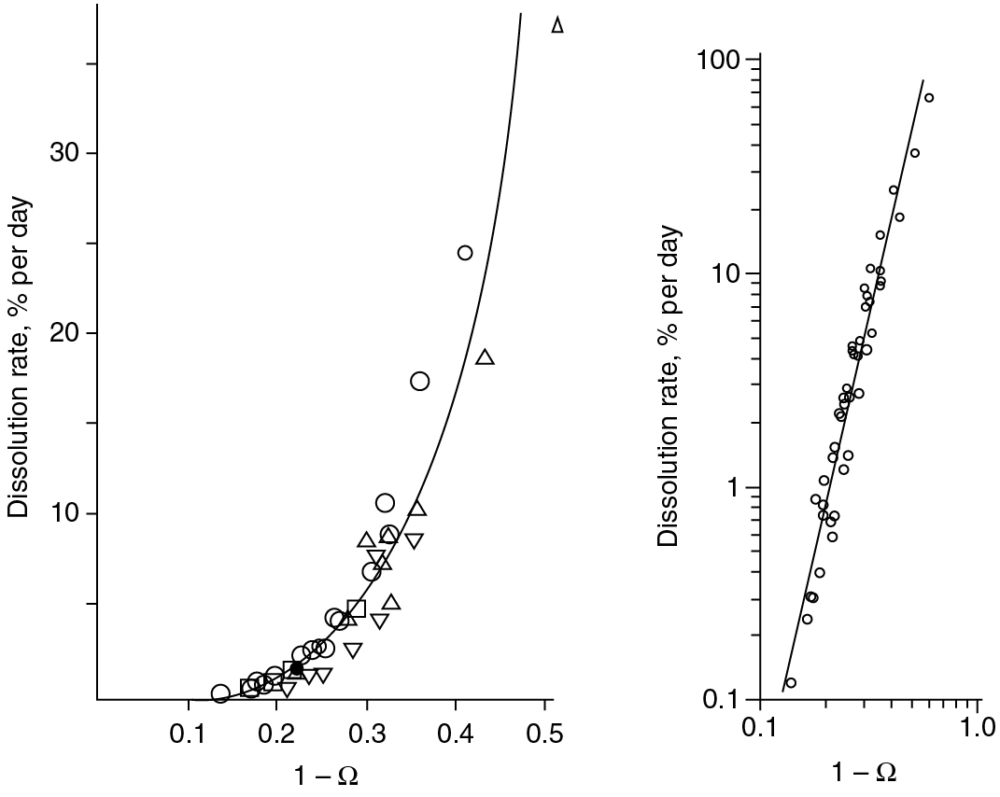 Dissolution rate, % per day
30
20
10
0.1 0.2 0.3 0.4 0.5
1 – Ω
Dissolution rate, % per day
100
10
1
0.1
0.1 1.0
1 – Ω